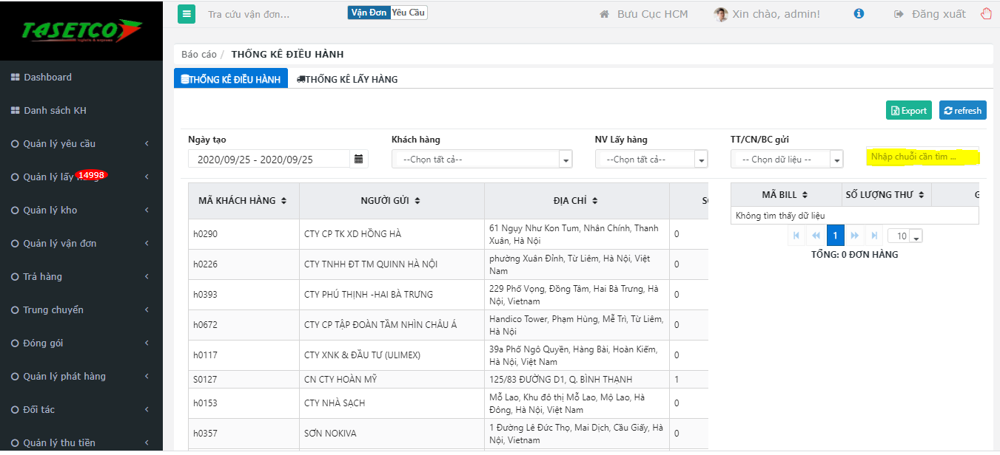 TASETCO
Tra cứu vận đơn...
Vận Đơn Yêu Cầu
Bưu Cục HCM
Xin chào, admin!
Đăng xuất
Báo cáo / THỐNG KÊ ĐIỀU HÀNH
THỐNG KÊ ĐIỀU HÀNH
THỐNG KÊ LẤY HÀNG
Export
refresh
Dashboard
Danh sách KH
Quản lý yêu cầu
Quản lý lấy
14998
Quản lý kho
Quản lý vận đơn
Trả hàng
Trung chuyển
Đóng gói
Quản lý phát hàng
Đối tác
Quản lý thu tiền
Ngày tạo
2020/09/25 - 2020/09/25
Khách hàng
--Chọn tất cả--
NV Lấy hàng
--Chọn tất cả--
TT/CN/BC gửi
-- Chọn dữ liệu --
Nhập chuỗi cần tìm ...
MÃ KHÁCH HÀNG NGƯỜI GỬI ĐỊA CHỈ
h0290 CTY CP TK XD HỒNG HÀ 61 Ngụy Như Kon Tum, Nhân Chính, Thanh
Xuân, Hà Nội 0
h0226 CTY TNHH ĐT TM QUINN HÀ NỘI phường Xuân Đỉnh, Từ Liêm, Hà Nội, Việt
Nam 0
h0393 CTY PHÚ THỊNH -HAI BÀ TRƯNG 229 Phố Vọng, Đồng Tâm, Hai Bà Trưng, Hà
Nội, Vietnam 0
h0672 CTY CP TẬP ĐOÀN TẦM NHÌN CHÂU Á Handico Tower, Phạm Hùng, Mễ Trì, Từ Liêm,
Hà Nội 0
h0117 CTY XNK & ĐẦU TƯ (ULIMEX) 39a Phố Ngô Quyền, Hàng Bài, Hoàn Kiếm,
Hà Nội, Việt Nam 0
S0127 CN CTY HOÀN MỸ 125/83 ĐƯỜNG D1, Q. BÌNH THẠNH 1
h0153 CTY NHÀ SẠCH Mỗ Lao, Khu đô thị Mỗ Lao, Mộ Lao, Hà
Đông, Hà Nội, Việt Nam 0
h0357 SƠN NOKIVA 1 Đường Lê Đức Thọ, Mai Dịch, Cầu Giấy, Hà
Nội, Vietnam 0
MÃ BILL SỐ LƯỢNG THƯ
Không tìm thấy dữ liệu
1
10
TỔNG: 0 ĐƠN HÀNG